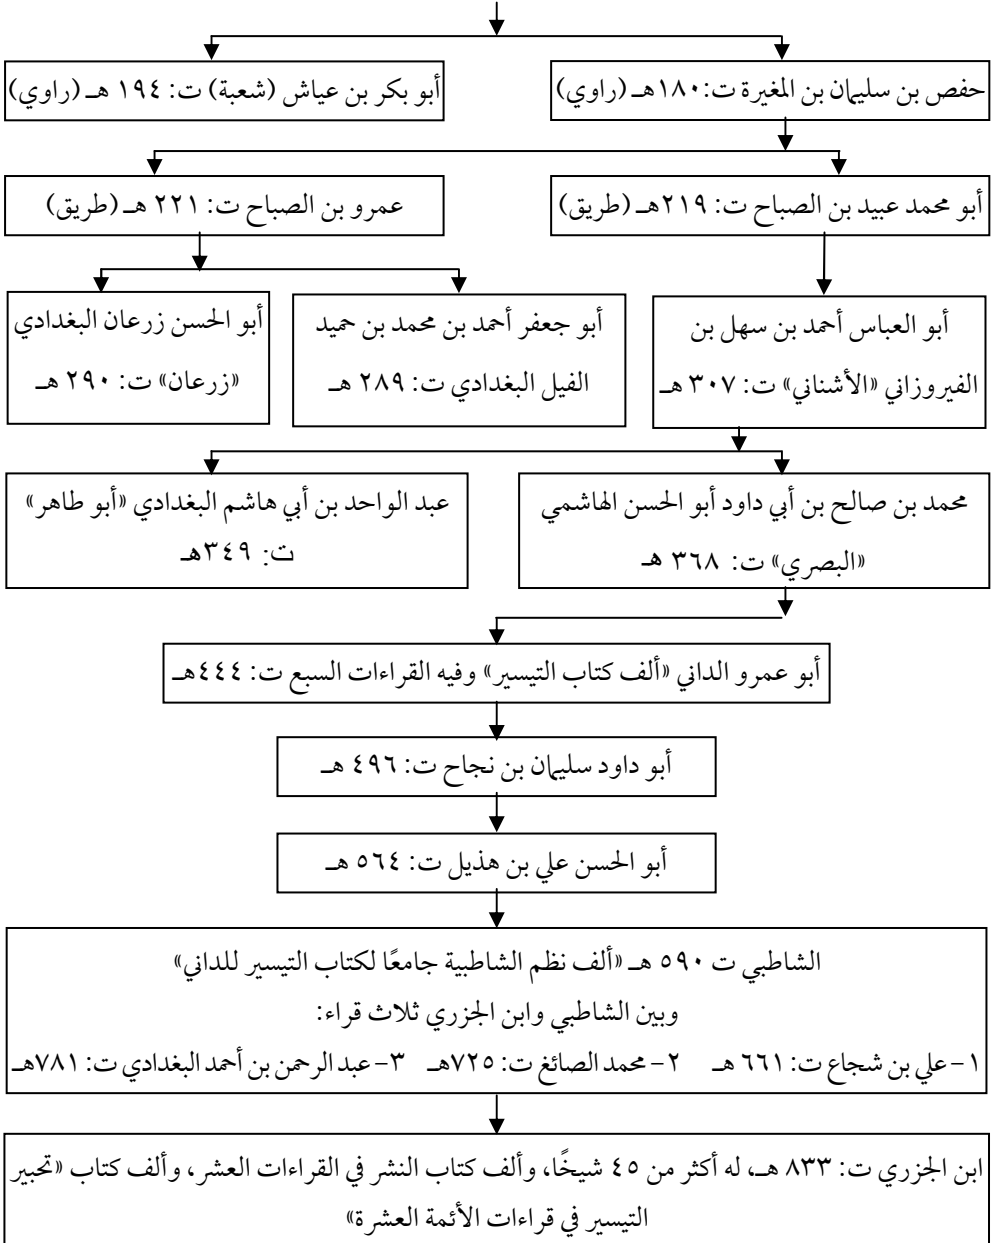 حفص بن سليمان بن المغيرة ت: ١٨٠هـ (راوي)
أبو بكر بن عياش (شعبة) ت: ١٩٤ هـ (راوي)
أبو محمد عبيد بن الصباح ت: ٢١٩هـ (طريق)
عمرو بن الصباح ت: ٢٢١ هـ (طريق)
أبو العباس أحمد بن سهل بن
الفيروزاني «الأشناني» ت: ٣٠٧ هـ
أبو جعفر أحمد بن محمد بن حميد
الفيل البغدادي ت: ٢٨٩ هـ
أبو الحسن زرعان البغدادي
«زرعان» ت: ٢٩٠ هـ
محمد بن صالح بن أبي داود أبو الحسن الهاشمي
«البصري» ت: ٣٦٨ هـ
عبد الواحد بن أبي هاشم البغدادي «أبو طاهر»
ت: ٣٤٩هـ
أبو عمرو الداني «ألف كتاب التيسير» وفيه القراءات السبع ت: ٤٤٤هـ
أبو داود سليمان بن نجاح ت: ٤٩٦ هـ
أبو الحسن علي بن هذيل ت: ٥٦٤ هـ
الشاطبي ت ٥٩٠ هـ «ألف نظم الشاطبية جامعًا لكتاب التيسير للداني»
وبين الشاطبي وابن الجزري ثلاث قراء:
١- علي بن شجاع ت: ٦٦١ هـ ٢- محمد الصائغ ت: ٧٢٥هـ ٣- عبد الرحمن بن أحمد البغدادي ت: ٧٨١هـ
ابن الجزري ت: ٨٣٣ هـ، له أكثر من ٤٥ شيخًا، وألف كتاب النشر في القراءات العشر، وألف كتاب «تحبير
التيسير في قراءات الأئمة العشرة»